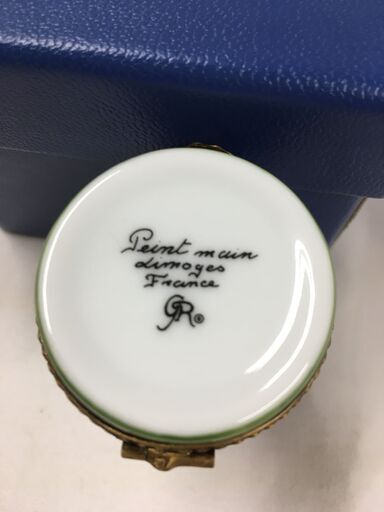 Peint main
Limoges
France
GR®